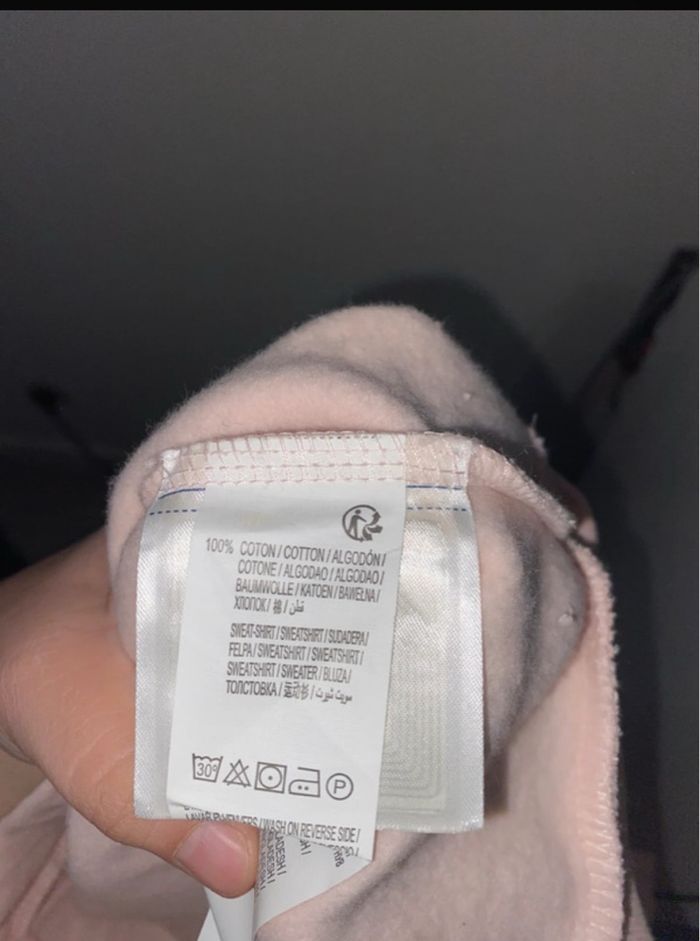 100% COTON / COTTON / ALGODÓN /
COTONE / ALGODAO / ALGODAO /
BAUMWOLLE / KATOEN / BAWEŁNA /
ХЛОПОК / 棉 / قطن
SWEAT-SHIRT / SWEATSHIRT / SUDADERA /
FELPA / SWEATSHIRT / SWEATSHIRT /
SWEATSHIRT / SWEATER / BLUZA /
ТОЛСТОВКА / 运动衫 / سويت شيرت
30°
P
WASH ON REVERSE SIDE /